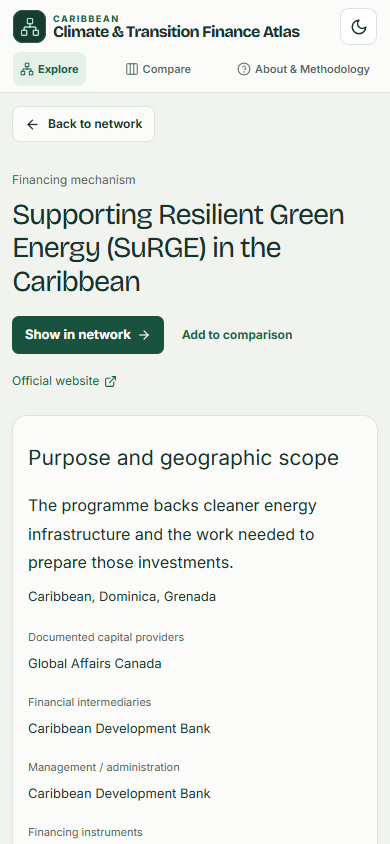 CARIBBEAN
Climate & Transition Finance Atlas
Explore
Compare
About & Methodology
Back to network
Financing mechanism
Supporting Resilient Green
Energy (SuRGE) in the
Caribbean
Show in network
Add to comparison
Official website
Purpose and geographic scope
The programme backs cleaner energy
infrastructure and the work needed to
prepare those investments.
Caribbean, Dominica, Grenada
Documented capital providers
Global Affairs Canada
Financial intermediaries
Caribbean Development Bank
Management / administration
Caribbean Development Bank
Financing instruments